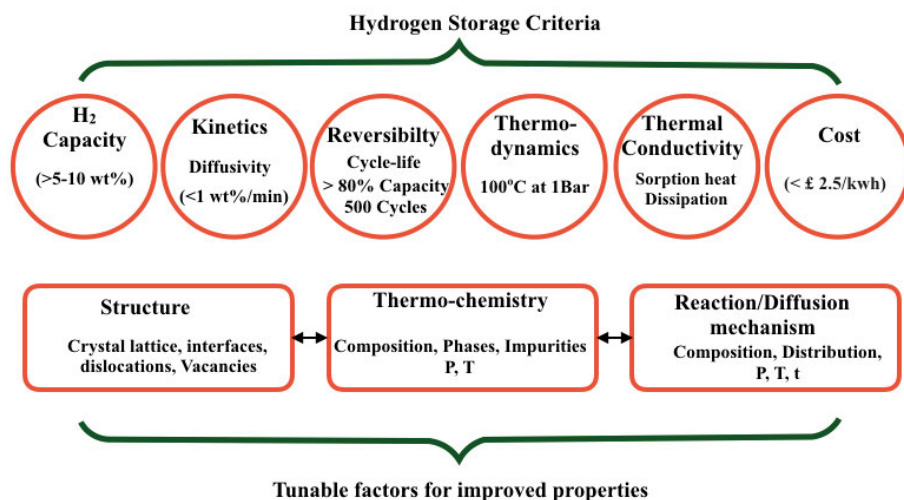 Hydrogen Storage Criteria
H₂
Capacity
(>5-10 wt%)
Kinetics
Diffusivity
(<1 wt%/min)
Reversibilty
Cycle-life
> 80% Capacity
500 Cycles
Thermo-
dynamics
100°C at 1Bar
Thermal
Conductivity
Sorption heat
Dissipation
Cost
(< £ 2.5/kwh)
Structure
Crystal lattice, interfaces,
dislocations, Vacancies
Thermo-chemistry
Composition, Phases, Impurities
P, T
Reaction/Diffusion
mechanism
Composition, Distribution,
P, T, t
Tunable factors for improved properties